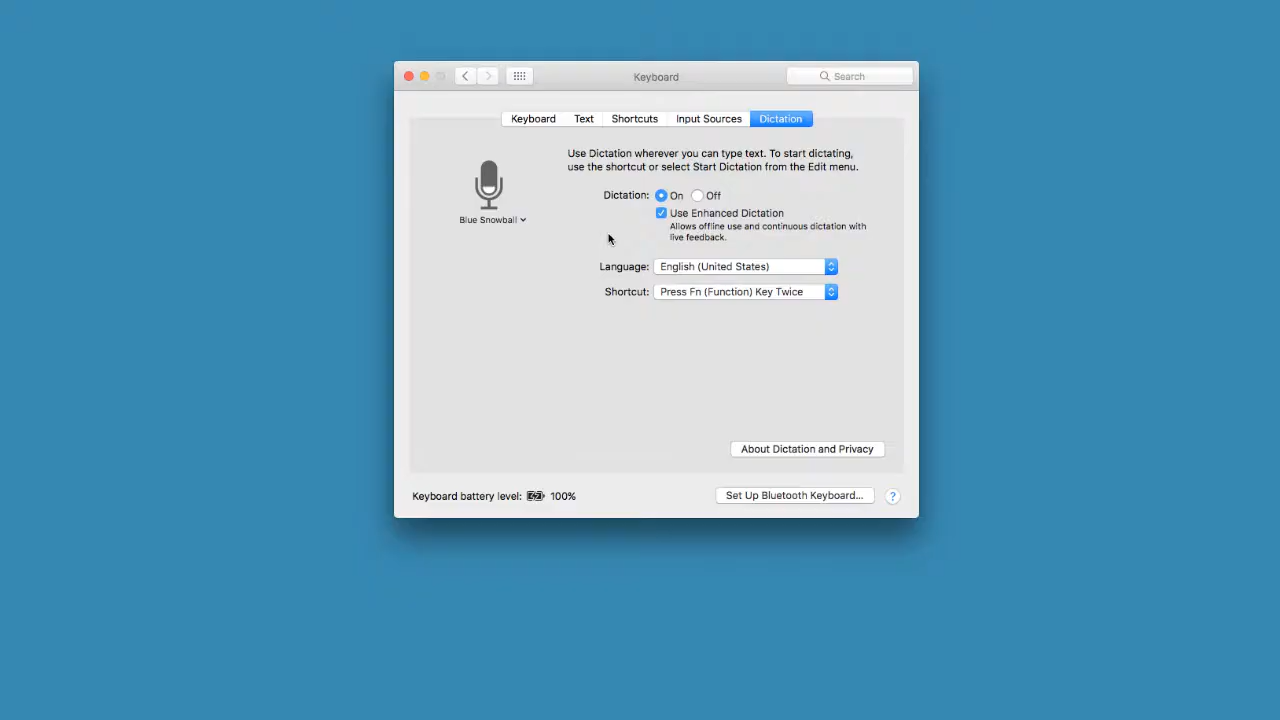 Keyboard
Search
Keyboard Text Shortcuts Input Sources Dictation
Use Dictation wherever you can type text. To start dictating,
use the shortcut or select Start Dictation from the Edit menu.
Blue Snowball
Dictation: On Off
Use Enhanced Dictation
Allows offline use and continuous dictation with
live feedback.
Language: English (United States)
Shortcut: Press Fn (Function) Key Twice
About Dictation and Privacy
Keyboard battery level: 100%
Set Up Bluetooth Keyboard...
?